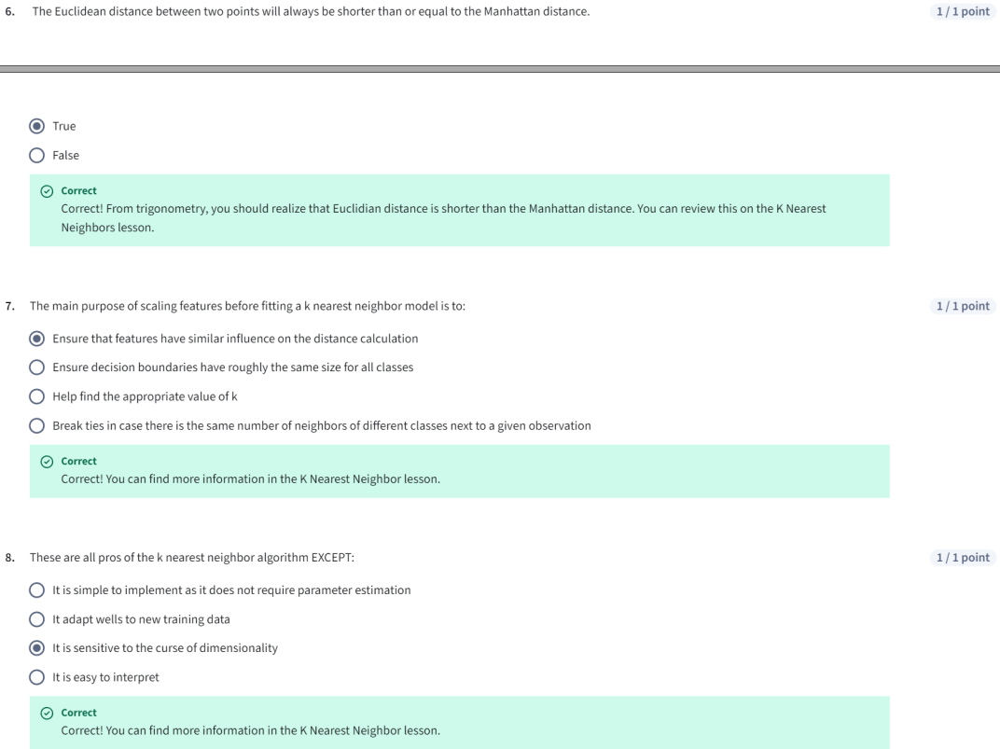 6. The Euclidean distance between two points will always be shorter than or equal to the Manhattan distance. 1 / 1 point
True
False
Correct
Correct! From trigonometry, you should realize that Euclidian distance is shorter than the Manhattan distance. You can review this on the K Nearest
Neighbors lesson.
7. The main purpose of scaling features before fitting a k nearest neighbor model is to: 1 / 1 point
Ensure that features have similar influence on the distance calculation
Ensure decision boundaries have roughly the same size for all classes
Help find the appropriate value of k
Break ties in case there is the same number of neighbors of different classes next to a given observation
Correct
Correct! You can find more information in the K Nearest Neighbor lesson.
8. These are all pros of the k nearest neighbor algorithm EXCEPT: 1 / 1 point
It is simple to implement as it does not require parameter estimation
It adapt wells to new training data
It is sensitive to the curse of dimensionality
It is easy to interpret
Correct
Correct! You can find more information in the K Nearest Neighbor lesson.